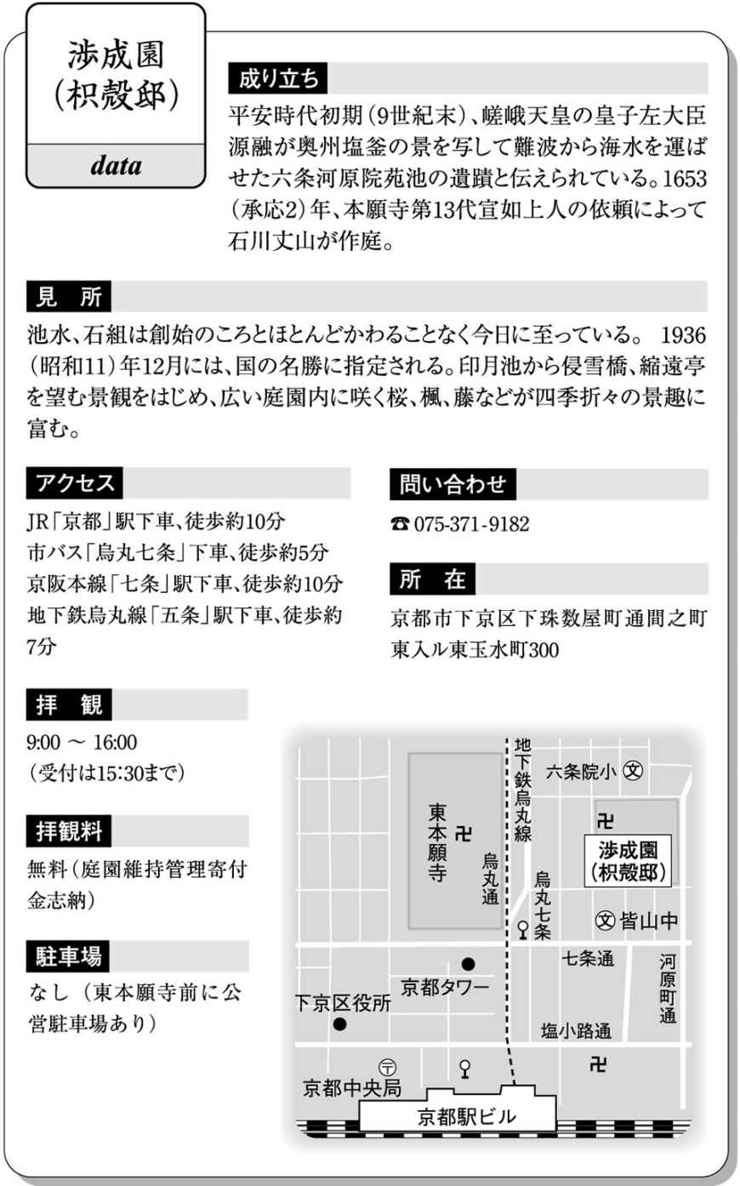 渉成園
（枳殻邸）
data
成り立ち
平安時代初期（9世紀末）、嵯峨天皇の皇子左大臣
源融が奥州塩釜の景を写して難波から海水を運ば
せた六条河原院苑池の遺蹟と伝えられている。1653
（承応2）年、本願寺第13代宣如上人の依頼によって
石川丈山が作庭。
見　所
池水、石組は創始のころとほとんどかわることなく今日に至っている。 1936
（昭和11）年12月には、国の名勝に指定される。印月池から侵雪橋、縮遠亭
を望む景観をはじめ、広い庭園内に咲く桜、楓、藤などが四季折々の景趣に
富む。
アクセス
JR「京都」駅下車、徒歩約10分
市バス「烏丸七条」下車、徒歩約5分
京阪本線「七条」駅下車、徒歩約10分
地下鉄烏丸線「五条」駅下車、徒歩約
7分
問い合わせ
☎075-371-9182
所　在
京都市下京区下珠数屋町通間之町
東入ル東玉水町300
拝　観
9:00 ～ 16:00
（受付は15:30まで）
拝観料
無料（庭園維持管理寄付
金志納）
駐車場
なし（東本願寺前に公
営駐車場あり）
地下鉄烏丸線
六条院小 文
東本願寺
卍
卍
渉成園
（枳殻邸）
烏丸通
烏丸七条
文 皆山中
七条通
河原町通
京都タワー
下京区役所
塩小路通
卍
〒
京都中央局
京都駅ビル